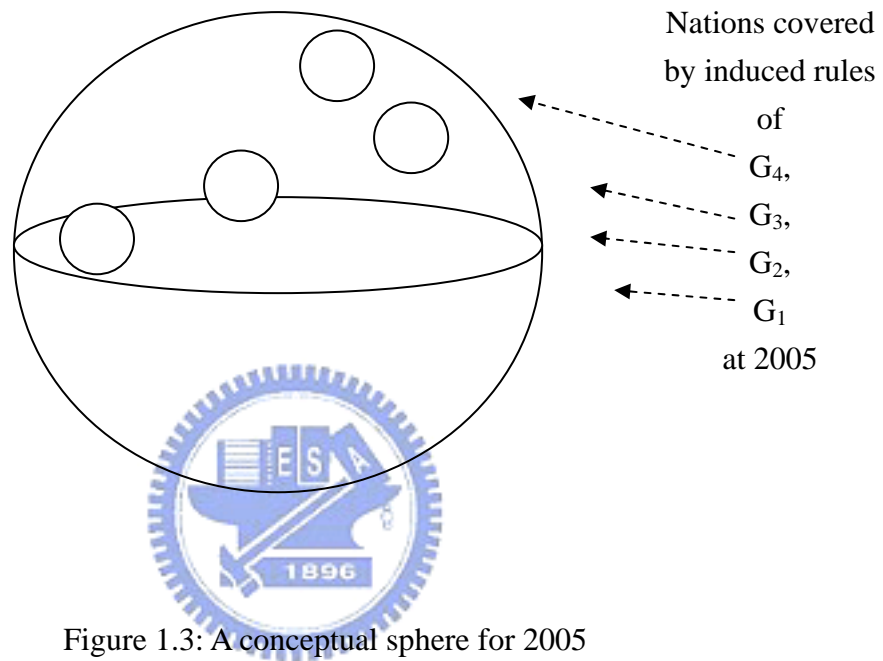 Nations covered
by induced rules
of
G₄,
G₃,
G₂,
G₁
at 2005
E S A
1896
Figure 1.3: A conceptual sphere for 2005